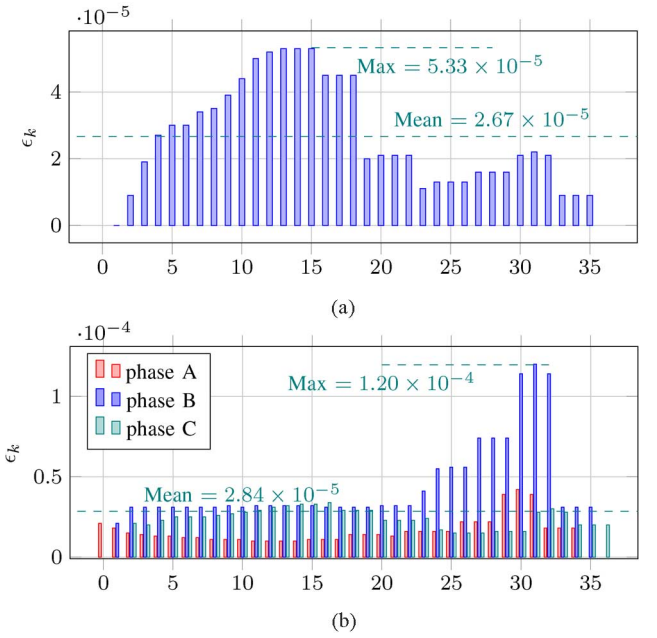 ·10⁻⁵
Max = 5.33 × 10⁻⁵
4
Mean = 2.67 × 10⁻⁵
ϵₖ
2
0
0 5 10 15 20 25 30 35
(a)
·10⁻⁴
phase A
1
Max = 1.20 × 10⁻⁴
phase B
phase C
ϵₖ
0.5
Mean = 2.84 × 10⁻⁵
0
0 5 10 15 20 25 30 35
(b)